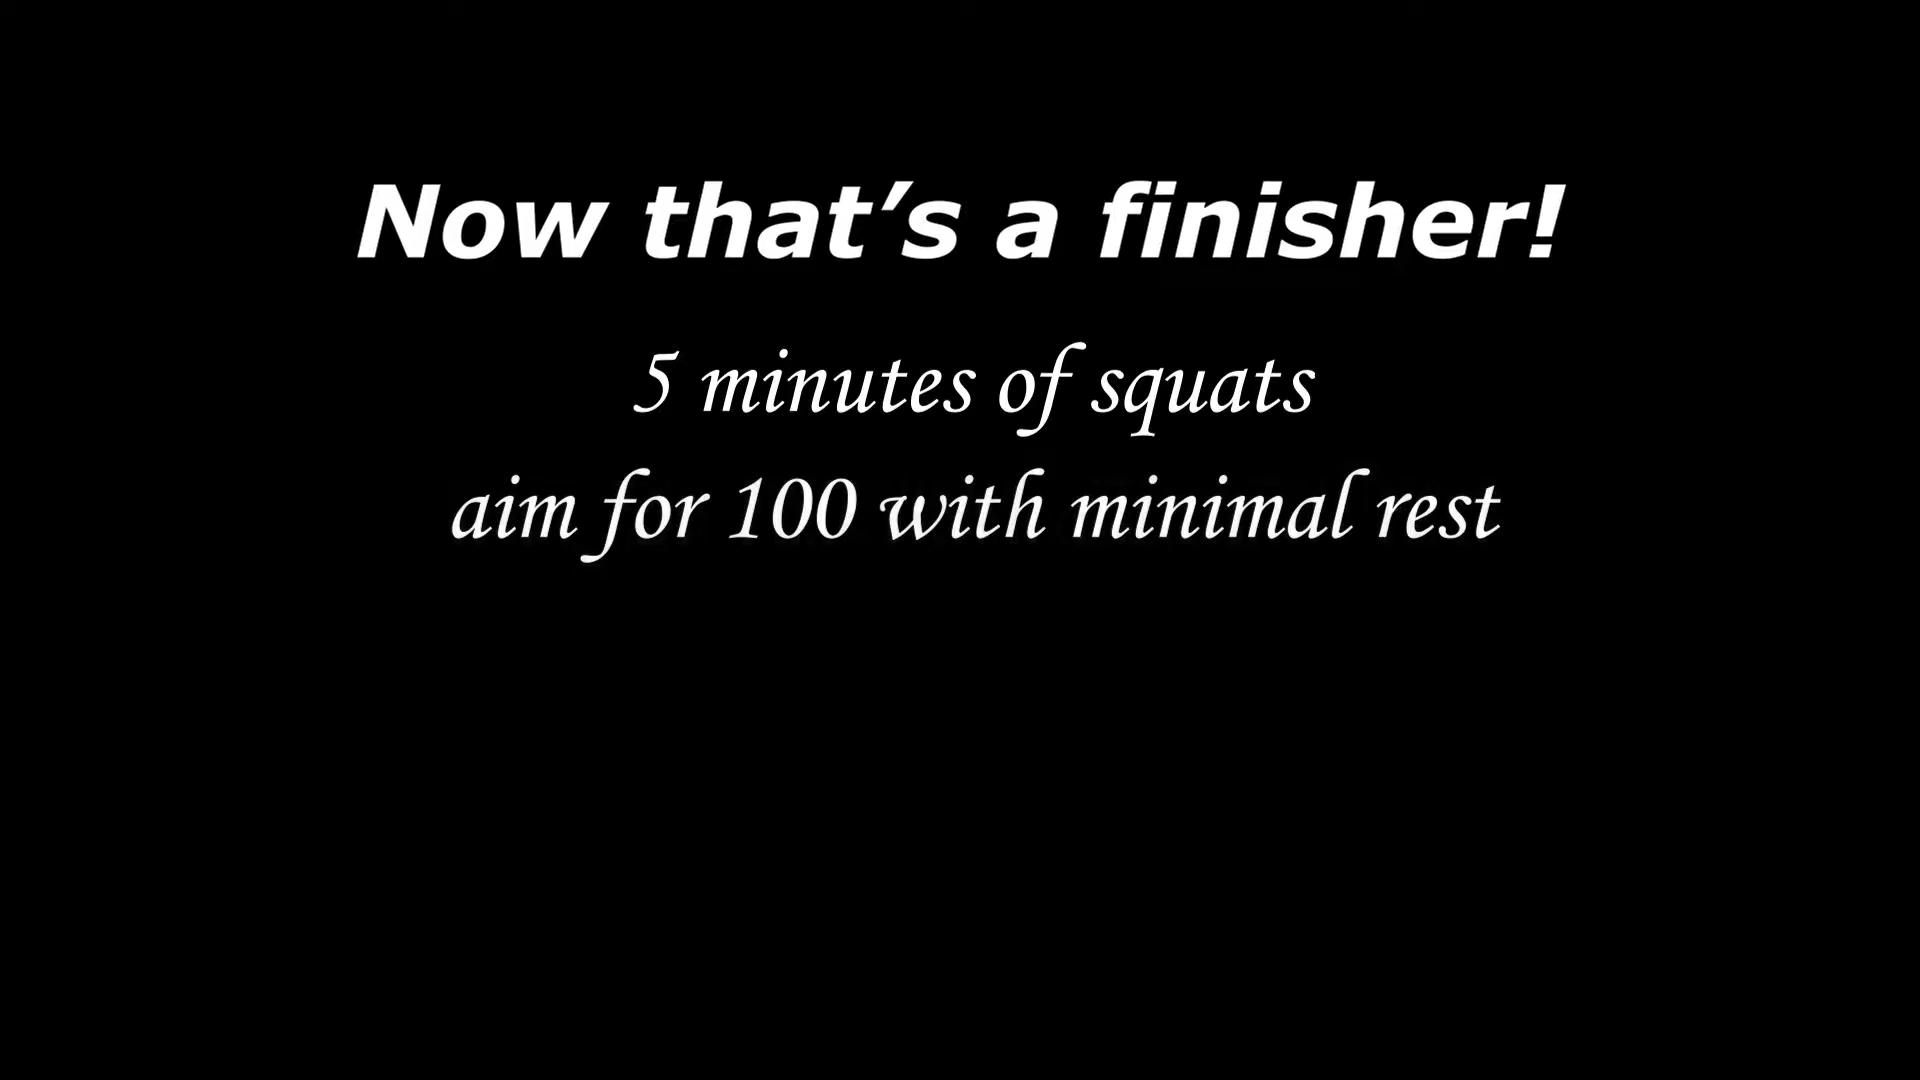 Now that’s a finisher!
5 minutes of squats
aim for 100 with minimal rest